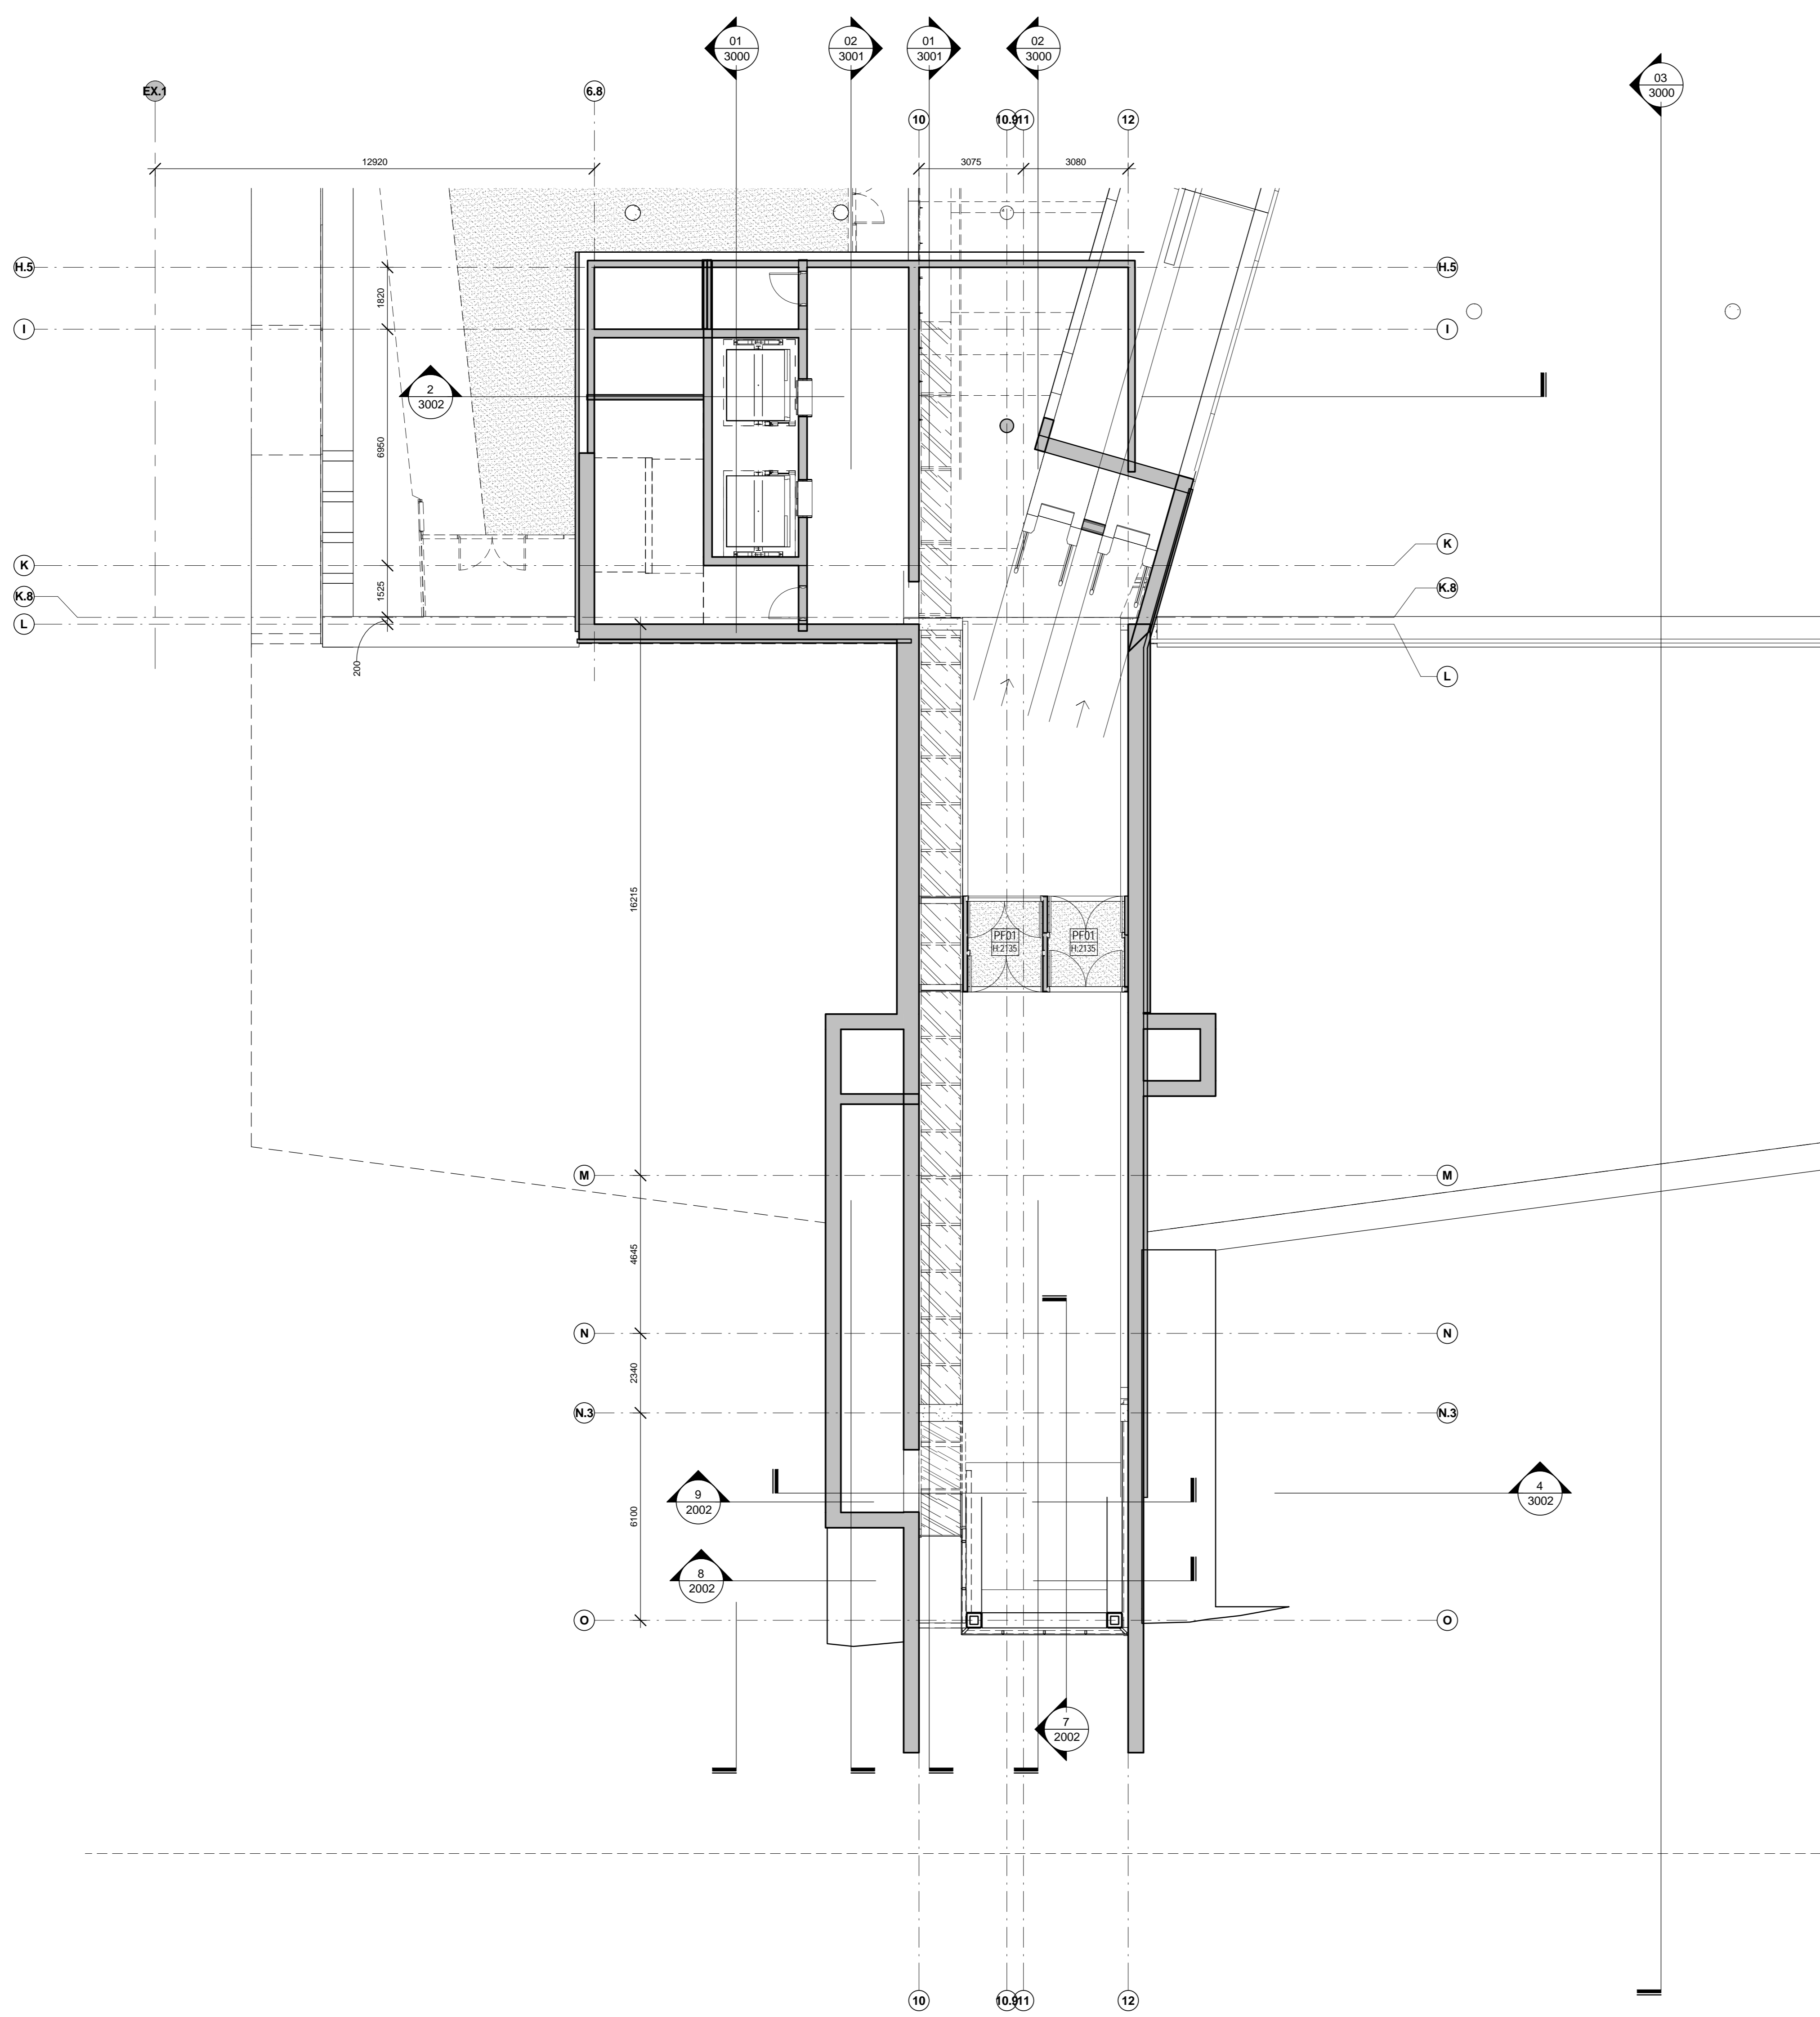 01
3000
02
3001
01
3001
02
3000
03
3000
EX.1
6.8
10
10.9
11
12
12920
3075
3080
H.5
H.5
1820
I
I
2
3002
6950
K
K
1525
K.8
K.8
L
L
200
16215
PF01
H:2135
PF01
H:2135
M
M
4645
N
N
2340
N.3
N.3
9
2002
4
3002
6100
8
2002
O
O
7
2002
10
10.9
11
12